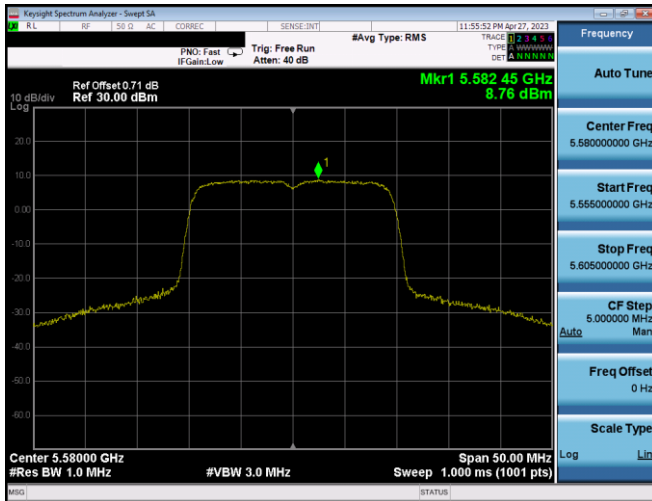 Keysight Spectrum Analyzer - Swept SA
RL RF 50 Ω AC CORREC SENSE:INT 11:55:52 PM Apr 27, 2023
#Avg Type: RMS
TRACE 1 2 3 4 5 6
PNO: Fast Trig: Free Run TYPE A WWWWW
IFGain:Low Atten: 40 dB DET A N N N N N
Mkr1 5.582 45 GHz
8.76 dBm
Ref Offset 0.71 dB
10 dB/div Ref 30.00 dBm
Log
1
20.0
10.0
0.00
-10.0
-20.0
-30.0
-40.0
-50.0
-60.0
Center 5.58000 GHz Span 50.00 MHz
#Res BW 1.0 MHz #VBW 3.0 MHz Sweep 1.000 ms (1001 pts)
MSG STATUS
Frequency
Auto Tune
Center Freq
5.580000000 GHz
Start Freq
5.555000000 GHz
Stop Freq
5.605000000 GHz
CF Step
5.000000 MHz
Auto Man
Freq Offset
0 Hz
Scale Type
Log Lin